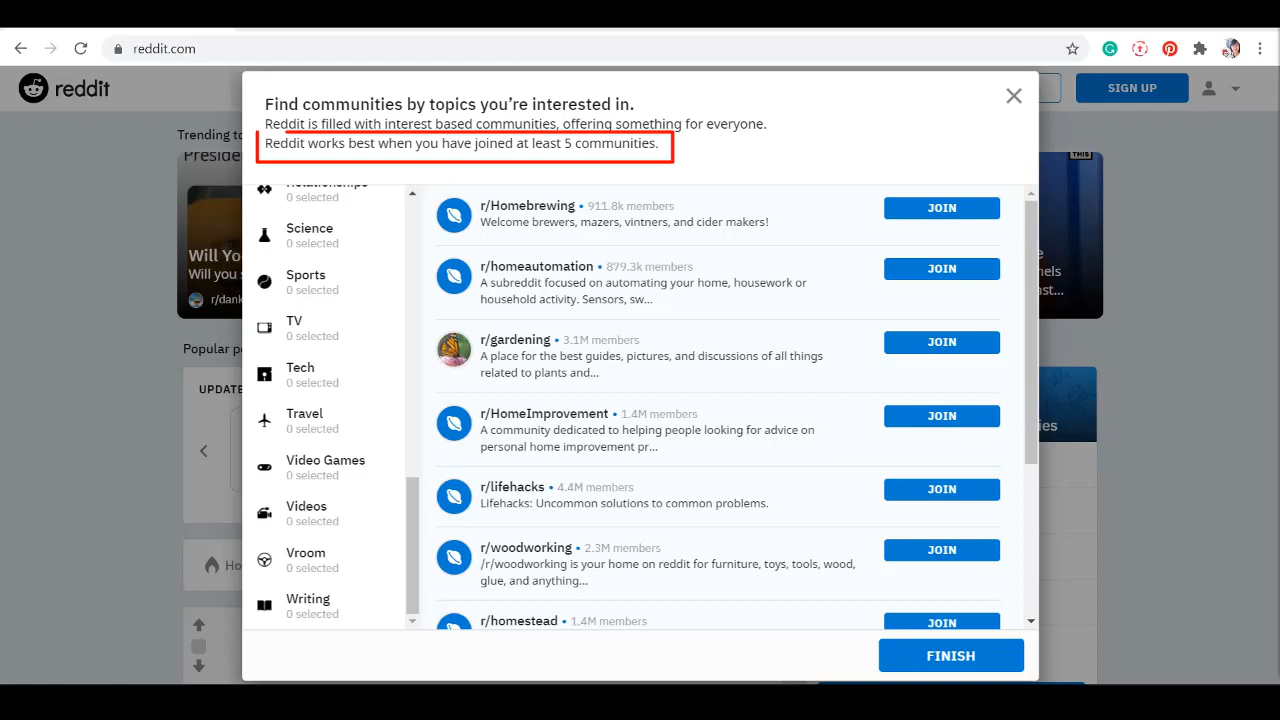 reddit.com
reddit
SIGN UP
Find communities by topics you're interested in.
Reddit is filled with interest based communities, offering something for everyone.
Reddit works best when you have joined at least 5 communities.
Trending to
President
THIS
Will Yo
Will you s
r/dank
e
nels
ast...
Popular po
UPDATE
ies
Ho
Relationships
0 selected
Science
0 selected
Sports
0 selected
TV
0 selected
Tech
0 selected
Travel
0 selected
Video Games
0 selected
Videos
0 selected
Vroom
0 selected
Writing
0 selected
r/Homebrewing • 911.8k members
Welcome brewers, mazers, vintners, and cider makers!
JOIN
r/homeautomation • 879.3k members
A subreddit focused on automating your home, housework or
household activity. Sensors, sw...
JOIN
r/gardening • 3.1M members
A place for the best guides, pictures, and discussions of all things
related to plants and...
JOIN
r/HomeImprovement • 1.4M members
A community dedicated to helping people looking for advice on
personal home improvement pr...
JOIN
r/lifehacks • 4.4M members
Lifehacks: Uncommon solutions to common problems.
JOIN
r/woodworking • 2.3M members
/r/woodworking is your home on reddit for furniture, toys, tools, wood,
glue, and anything...
JOIN
r/homestead • 1.4M members
JOIN
FINISH